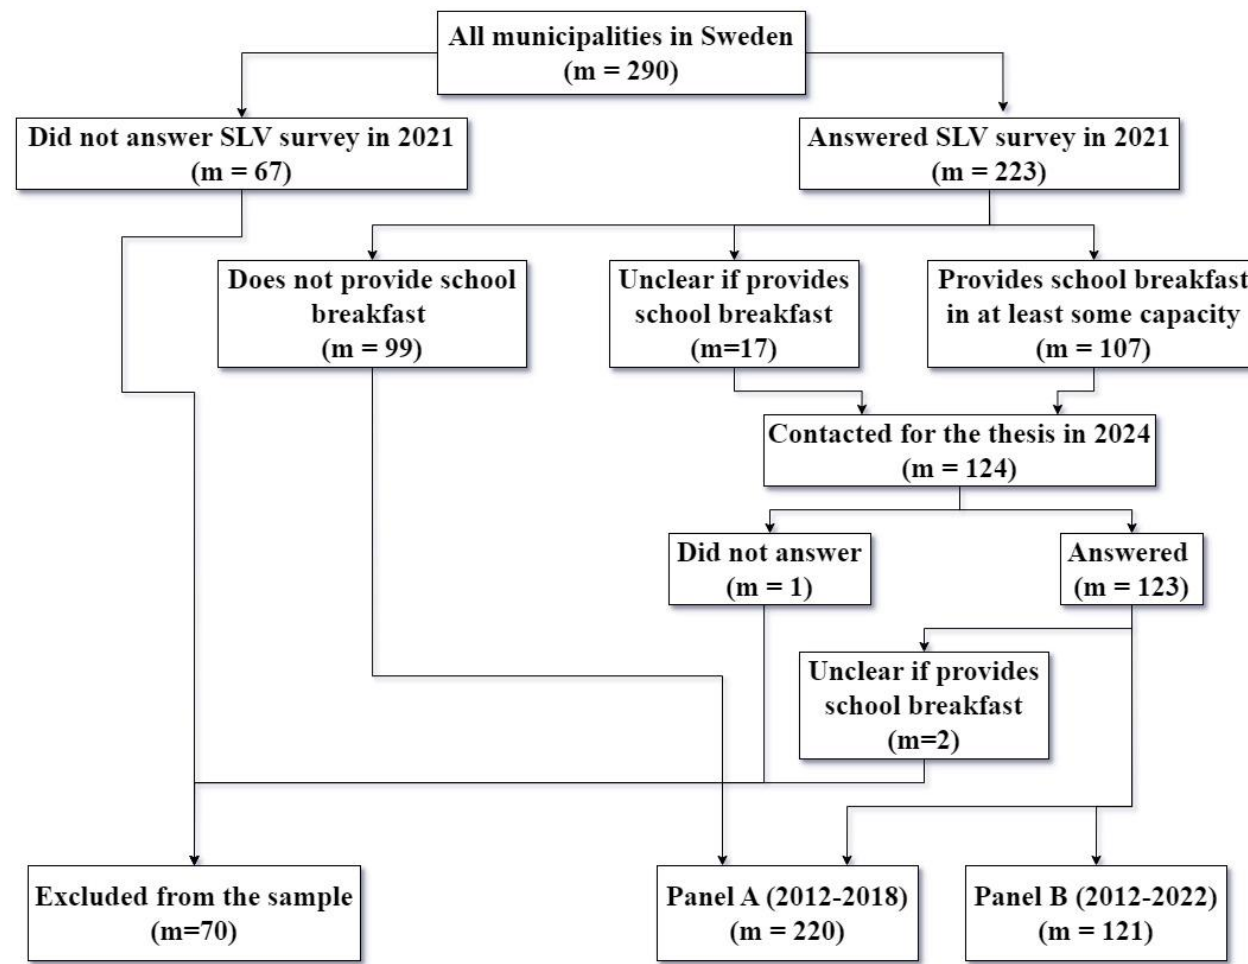 All municipalities in Sweden
(m = 290)
Did not answer SLV survey in 2021
(m = 67)
Answered SLV survey in 2021
(m = 223)
Does not provide school
breakfast
(m = 99)
Unclear if provides
school breakfast
(m=17)
Provides school breakfast
in at least some capacity
(m = 107)
Contacted for the thesis in 2024
(m = 124)
Did not answer
(m = 1)
Answered
(m = 123)
Unclear if provides
school breakfast
(m=2)
Excluded from the sample
(m=70)
Panel A (2012-2018)
(m = 220)
Panel B (2012-2022)
(m = 121)